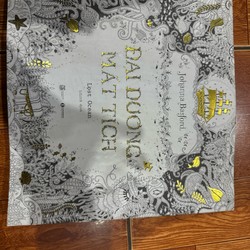 Johanna Basford
ĐẠI DƯƠNG
MẤT TÍCH
Lost Ocean